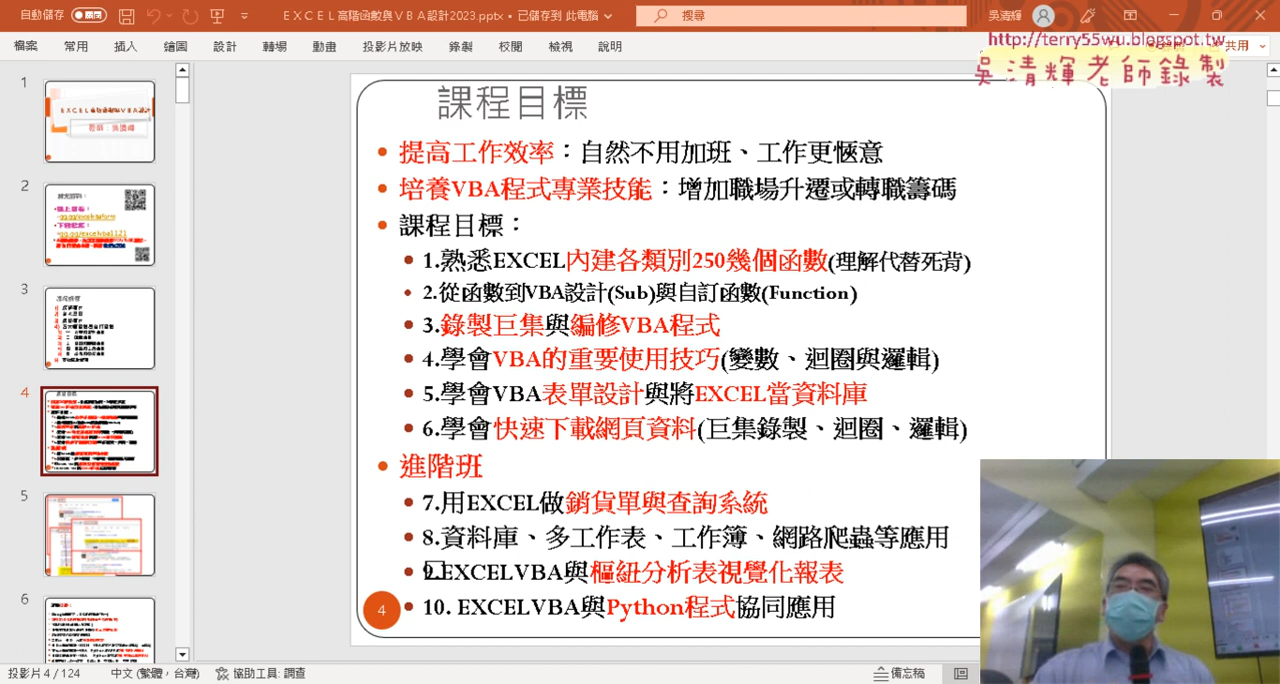 自動儲存 關閉
EXCEL高階函數與VBA設計2023.pptx • 已儲存到 此電腦
搜尋
吳清輝
檔案 常用 插入 繪圖 設計 轉場 動畫 投影片放映 錄製 校閱 檢視 說明
共用
http://terry55wu.blogspot.tw
吳清輝老師錄製
1
2
3
4
5
6
課程目標
提高工作效率：自然不用加班、工作更愜意
培養VBA程式專業技能：增加職場升遷或轉職籌碼
課程目標：
1.熟悉EXCEL內建各類別250幾個函數(理解代替死背)
2.從函數到VBA設計(Sub)與自訂函數(Function)
3.錄製巨集與編修VBA程式
4.學會VBA的重要使用技巧(變數、迴圈與邏輯)
5.學會VBA表單設計與將EXCEL當資料庫
6.學會快速下載網頁資料(巨集錄製、迴圈、邏輯)
進階班
7.用EXCEL做銷貨單與查詢系統
8.資料庫、多工作表、工作簿、網路爬蟲等應用
9.EXCELVBA與樞紐分析表視覺化報表
10. EXCELVBA與Python程式協同應用
4
投影片 4 / 124 中文 (繁體，台灣) 協助工具: 調查
備忘稿